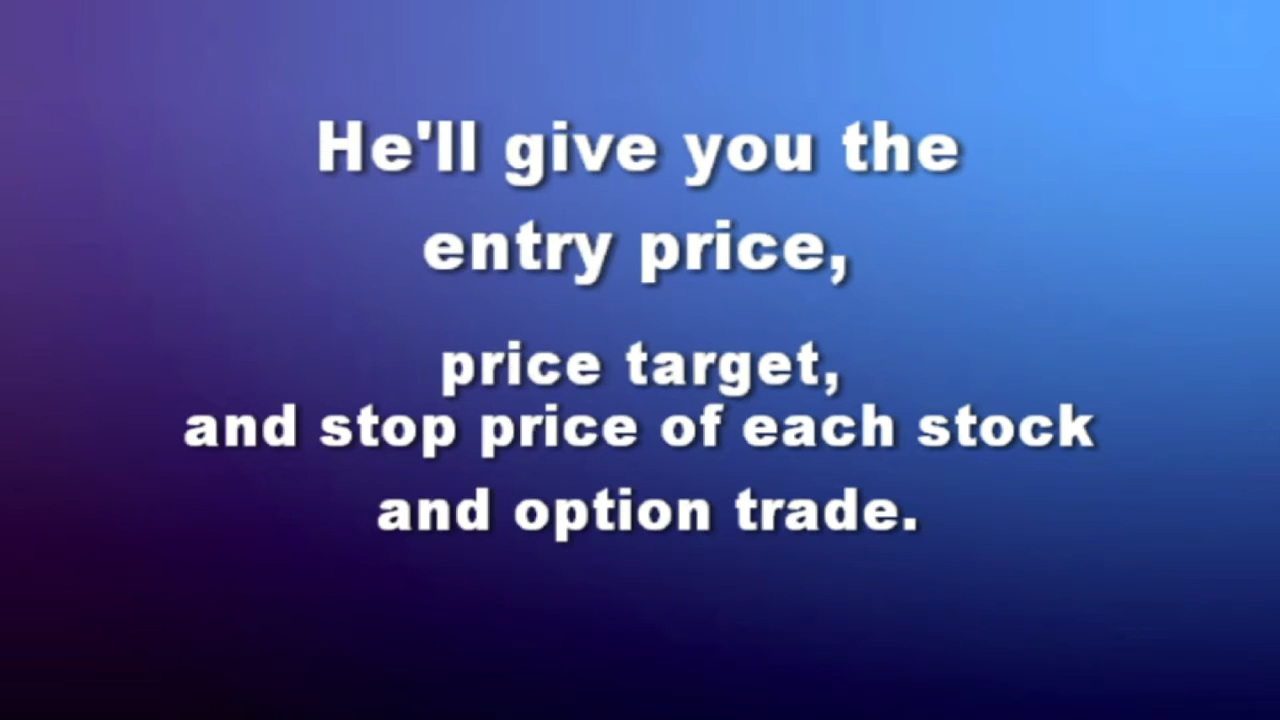 He'll give you the
entry price,
price target,
and stop price of each stock
and option trade.